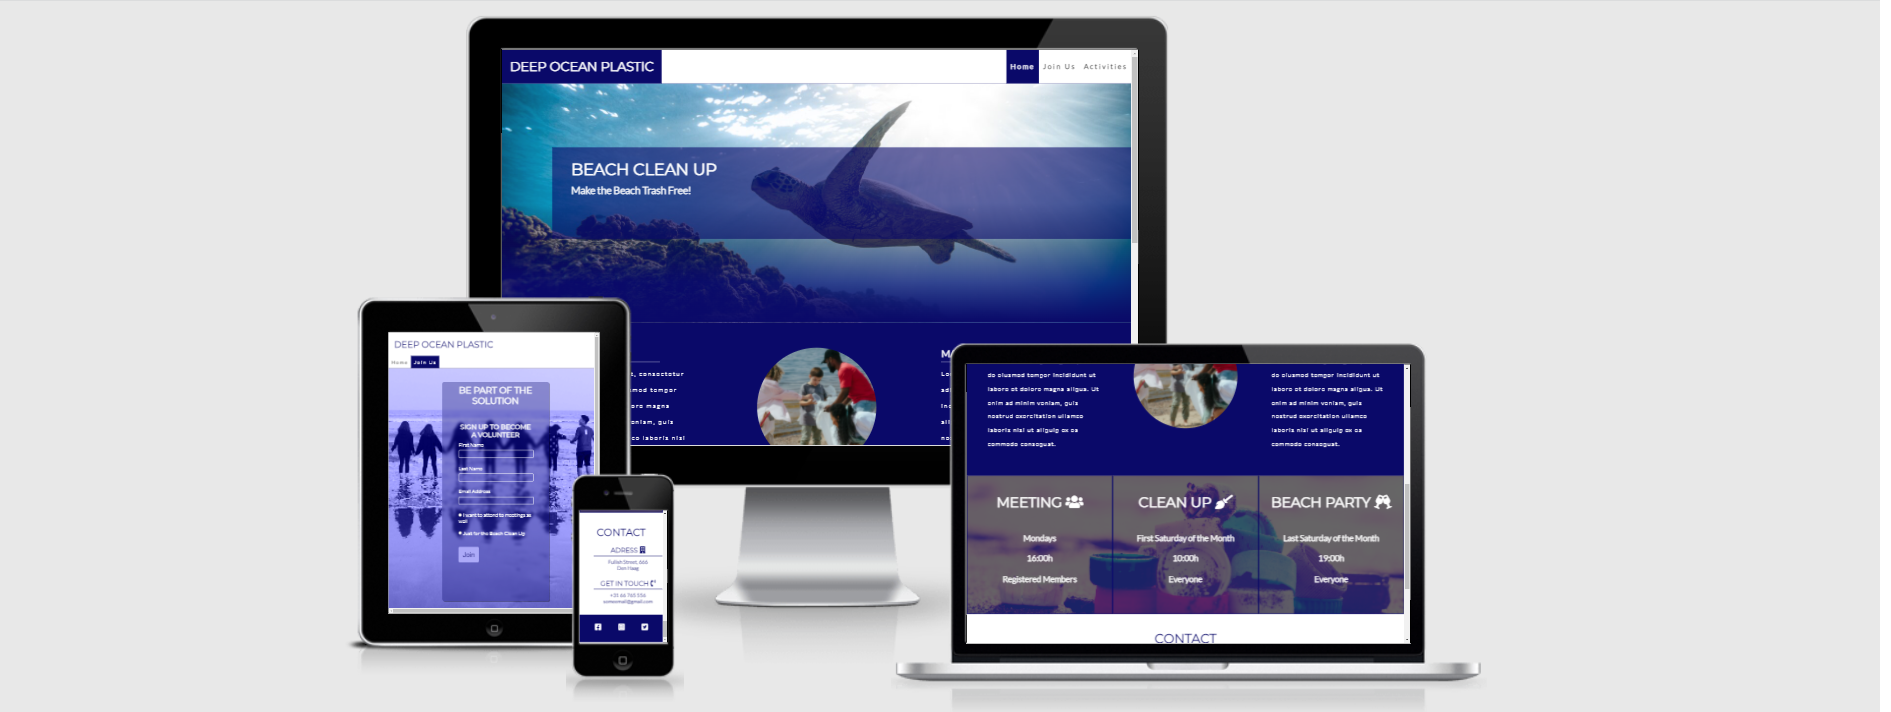 DEEP OCEAN PLASTIC
Home Join Us Activities
BEACH CLEAN UP
Make the Beach Trash Free!
t, consectetur
smod tempor
ore magna
eniam, quis
co laboris nisi
M
Lo
ad
inc
ali
no
DEEP OCEAN PLASTIC
Home Join Us
BE PART OF THE
SOLUTION
SIGN UP TO BECOME
A VOLUNTEER
First Name
Last Name
Email Address
I want to attend to meetings as
well
Just for the Beach Clean Up
Join
CONTACT
ADRESS
Street, 666
Den Haag
GET IN TOUCH
+31 66 765 556
somemail@gmail.com
do eiusmod tempor incididunt ut
labore et dolore magna aliqua. Ut
enim ad minim veniam, quis
nostrud exercitation ullamco
laboris nisi ut aliquip ex ea
commodo consequat.
do eiusmod tempor incididunt ut
labore et dolore magna aliqua. Ut
enim ad minim veniam, quis
nostrud exercitation ullamco
laboris nisi ut aliquip ex ea
commodo consequat.
MEETING
Mondays
16:00h
Registered Members
CLEAN UP
First Saturday of the Month
10:00h
Everyone
BEACH PARTY
Last Saturday of the Month
19:00h
Everyone
CONTACT